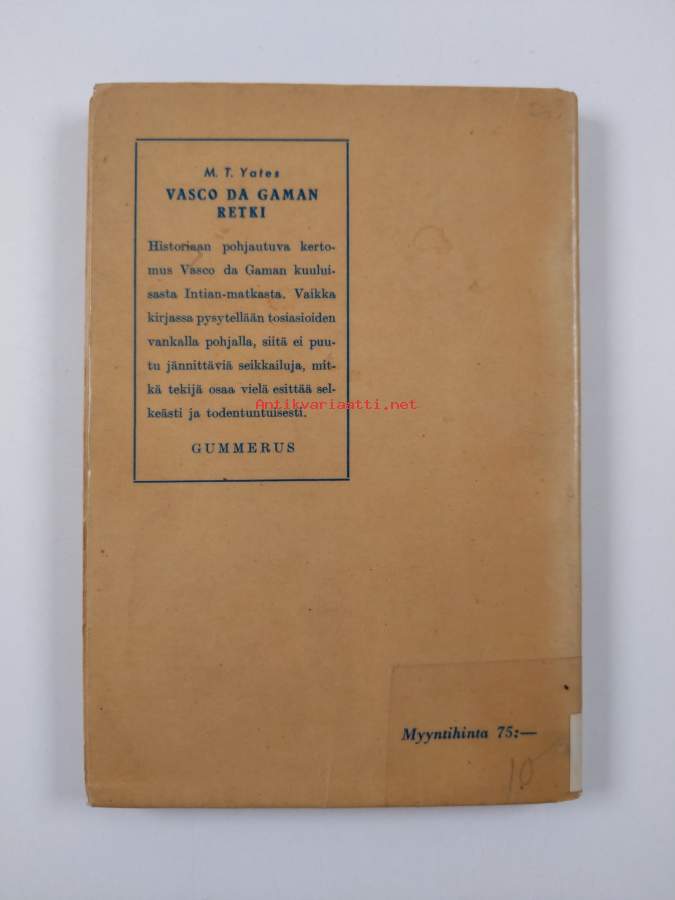 M. T. Yates
VASCO DA GAMAN
RETKI
Historiaan pohjautuva kerto-
mus Vasco da Gaman kuului-
sasta Intian-matkasta. Vaikka
kirjassa pysytellään tosiasioiden
vankalla pohjalla, siitä ei puu-
tu jännittäviä seikkailuja, mit-
kä tekijä osaa vielä esittää sel-
keästi ja todentuntuisesti.
Antikvariaatti.net
GUMMERUS
Myyntihinta 75:—
10